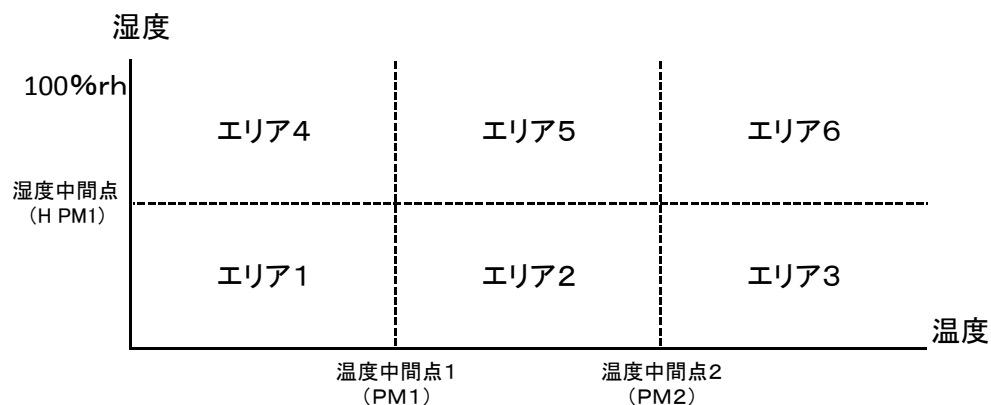 湿度
100%rh
エリア4
エリア5
エリア6
湿度中間点
(H PM1)
エリア1
エリア2
エリア3
温度
温度中間点1
(PM1)
温度中間点2
(PM2)